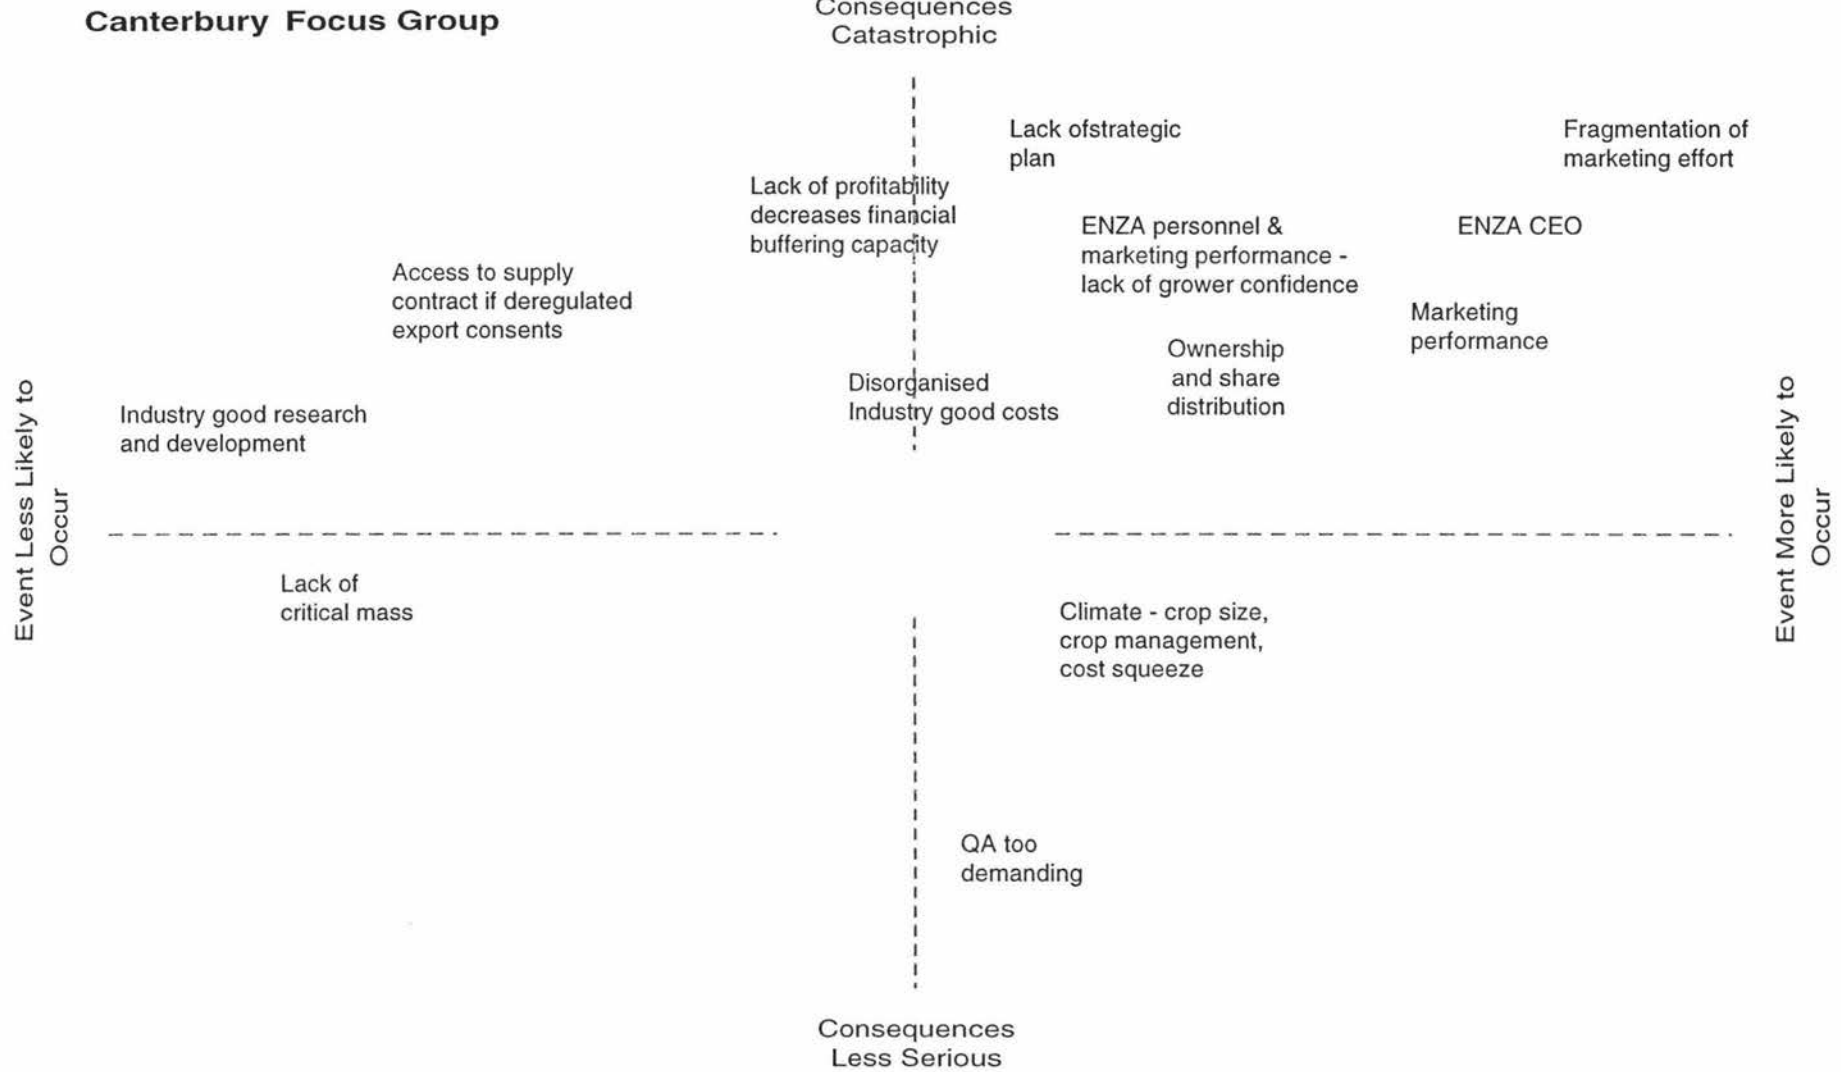 Canterbury Focus Group
Consequences
Catastrophic
Lack ofstrategic
plan
Fragmentation of
marketing effort
Lack of profitability
decreases financial
buffering capacity
ENZA personnel &
marketing performance -
lack of grower confidence
ENZA CEO
Access to supply
contract if deregulated
export consents
Marketing
performance
Ownership
and share
distribution
Disorganised
Industry good costs
Industry good research
and development
Event Less Likely to
Occur
Event More Likely to
Occur
Lack of
critical mass
Climate - crop size,
crop management,
cost squeeze
QA too
demanding
Consequences
Less Serious